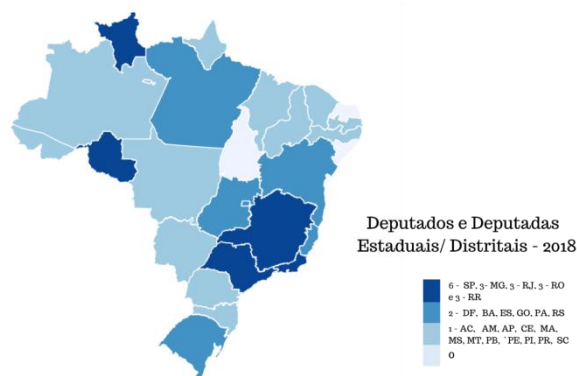 Deputados e Deputadas
Estaduais/ Distritais - 2018
6 - SP, 3- MG, 3 - RJ, 3 - RO
e 3 - RR
2 - DF, BA, ES, GO, PA, RS
1 - AC, AM, AP, CE, MA,
MS, MT, PB, `PE, PI, PR, SC
0